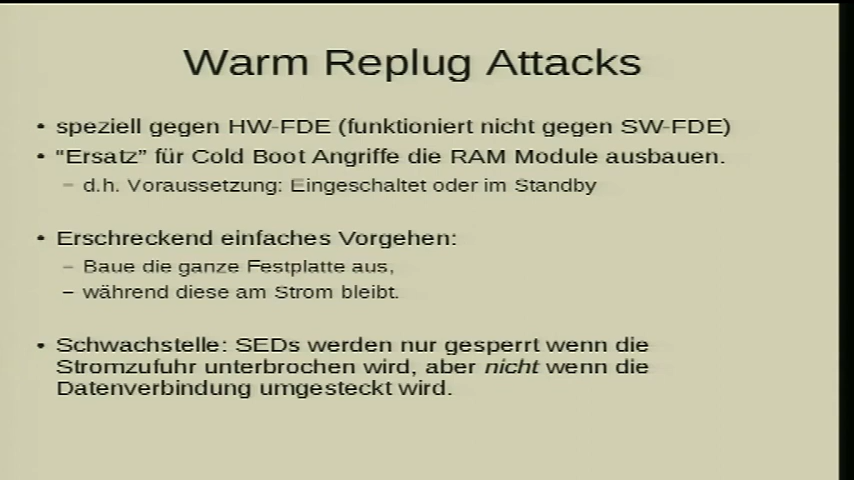 Warm Replug Attacks
• speziell gegen HW-FDE (funktioniert nicht gegen SW-FDE)
• "Ersatz” für Cold Boot Angriffe die RAM Module ausbauen.
– d.h. Voraussetzung: Eingeschaltet oder im Standby
• Erschreckend einfaches Vorgehen:
– Baue die ganze Festplatte aus,
– während diese am Strom bleibt.
• Schwachstelle: SEDs werden nur gesperrt wenn die
Stromzufuhr unterbrochen wird, aber nicht wenn die
Datenverbindung umgesteckt wird.